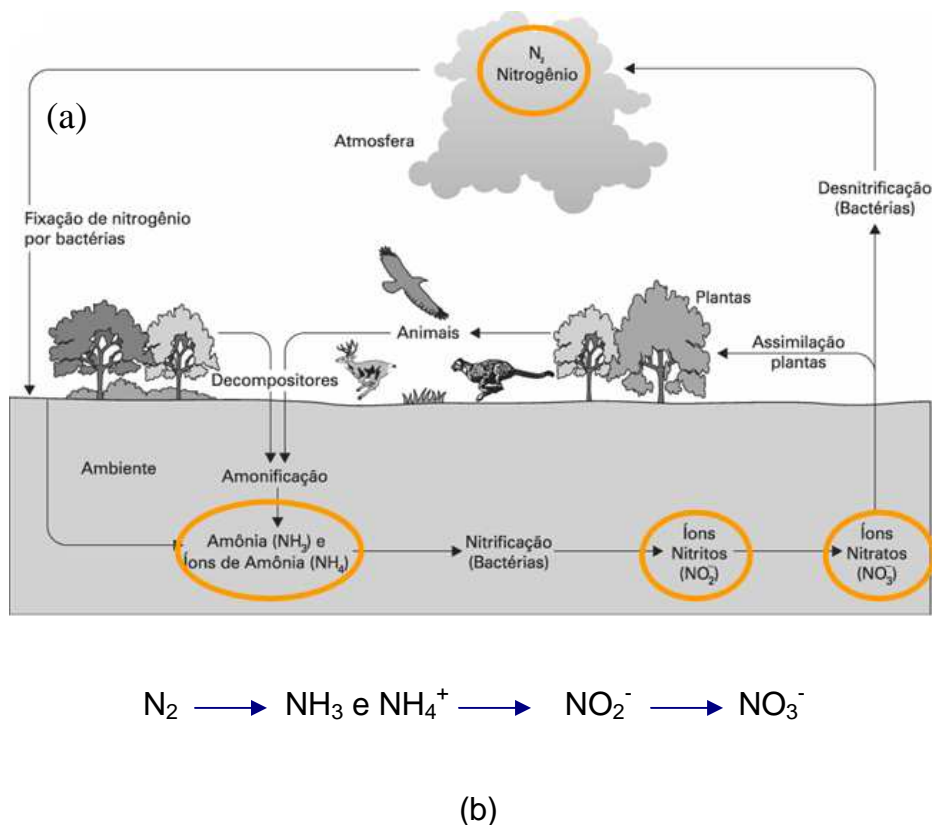 N₂
Nitrogênio
(a)
Atmosfera
Desnitrificação
(Bactérias)
Fixação de nitrogênio
por bactérias
Plantas
Animais
Assimilação
plantas
Decompositores
Ambiente
Amonificação
Amônia (NH₃) e
Íons de Amônia (NH₄)
Nitrificação
(Bactérias)
Íons
Nitritos
(NO₂⁻)
Íons
Nitratos
(NO₃⁻)
N₂ → NH₃ e NH₄⁺ → NO₂⁻ → NO₃⁻
(b)